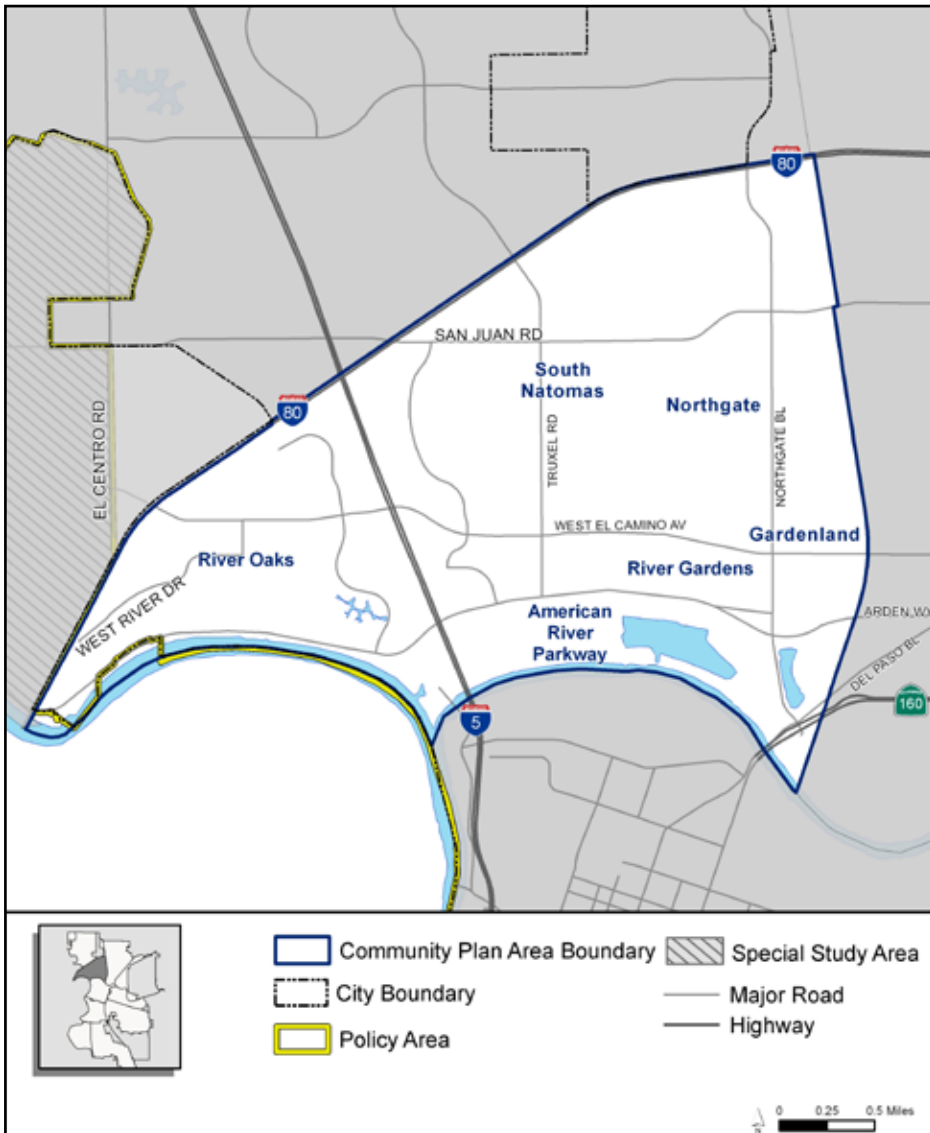 80
SAN JUAN RD
South
Natomas
80
Northgate
EL CENTRO RD
TRUXEL RD
NORTHGATE BL
WEST EL CAMINO AV
Gardenland
River Oaks
River Gardens
WEST RIVER DR
American
River
Parkway
ARDEN WY
DEL PASO BL
160
5
Community Plan Area Boundary
City Boundary
Policy Area
Special Study Area
Major Road
Highway
N
0 0.25 0.5 Miles